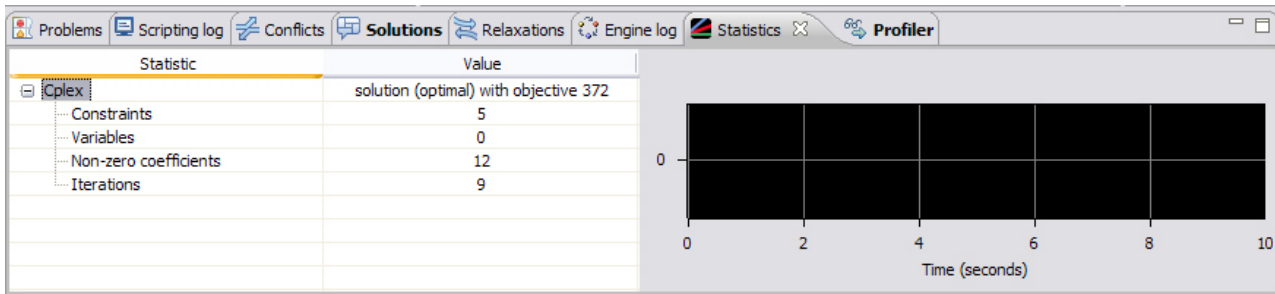 Problems Scripting log Conflicts Solutions Relaxations Engine log Statistics Profiler
Statistic Value
Cplex solution (optimal) with objective 372
Constraints 5
Variables 0
Non-zero coefficients 12
Iterations 9
0
0 2 4 6 8 10
Time (seconds)